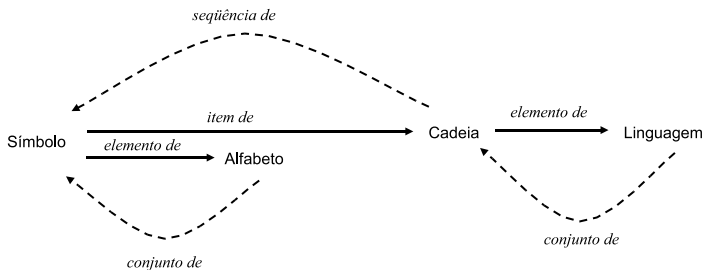 seqüência de
item de
elemento de
Símbolo
Cadeia
Linguagem
elemento de
Alfabeto
conjunto de
conjunto de